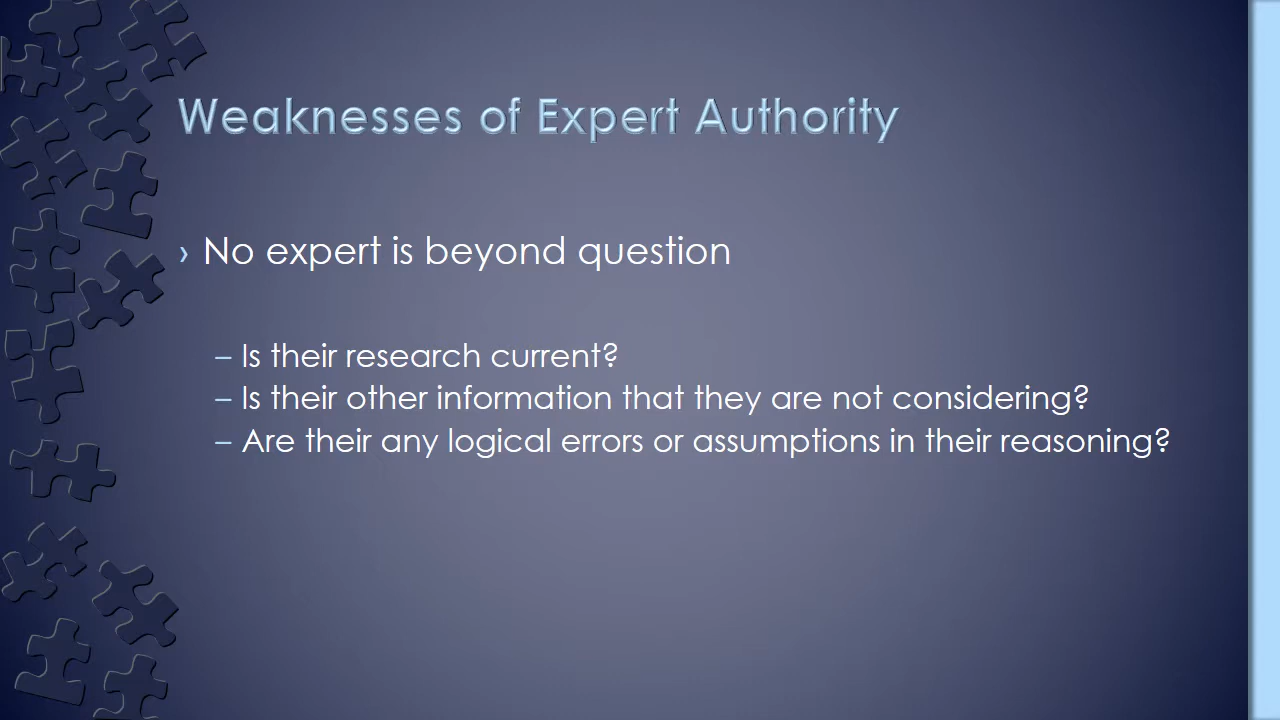 Weaknesses of Expert Authority
› No expert is beyond question
– Is their research current?
– Is their other information that they are not considering?
– Are their any logical errors or assumptions in their reasoning?